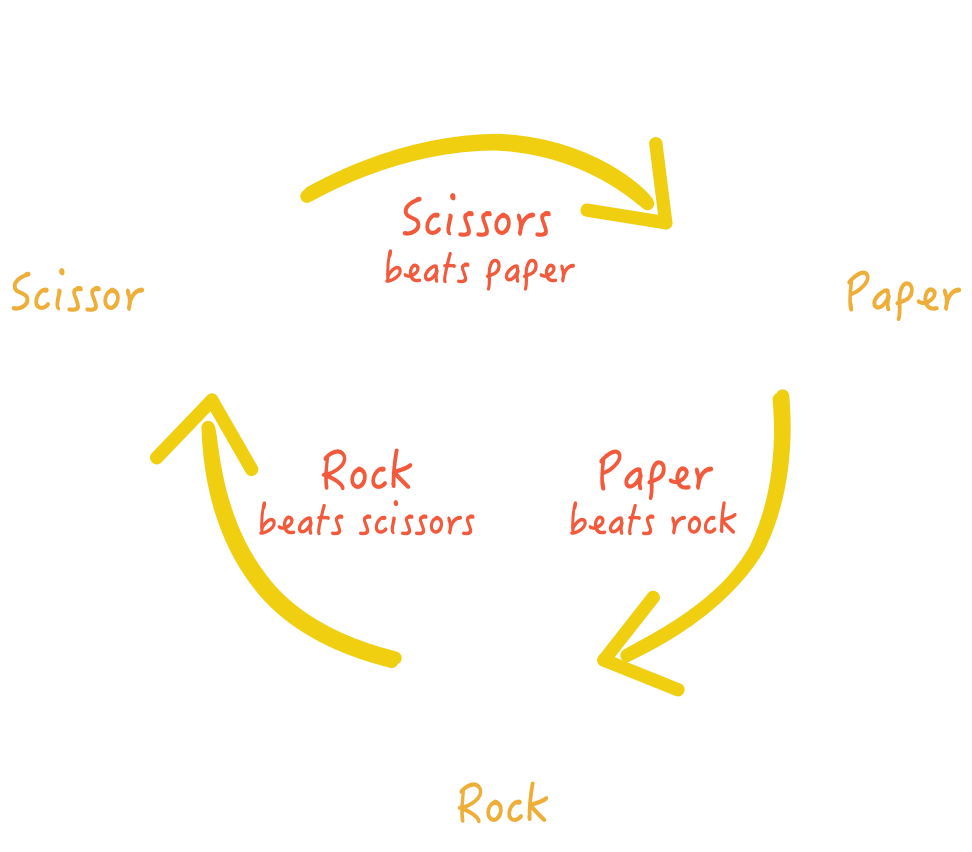 Scissors
beats paper
Scissor
Paper
Rock
beats scissors
Paper
beats rock
Rock